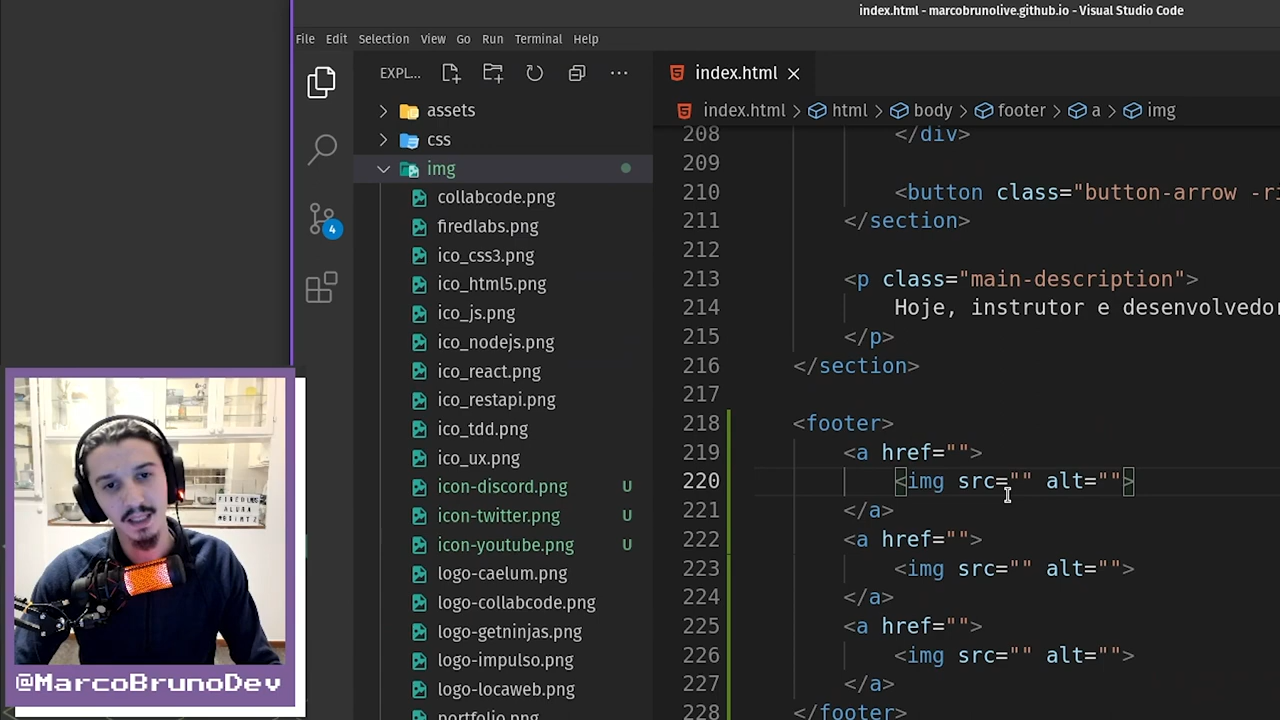 index.html - marcobrunolive.github.io - Visual Studio Code
File Edit Selection View Go Run Terminal Help
EXPL...
index.html
index.html > html > body > footer > a > img
assets
css
img
collabcode.png
firedlabs.png
ico_css3.png
ico_html5.png
ico_js.png
ico_nodejs.png
ico_react.png
ico_restapi.png
ico_tdd.png
ico_ux.png
icon-discord.png U
icon-twitter.png U
icon-youtube.png U
logo-caelum.png
logo-collabcode.png
logo-getninjas.png
logo-impulso.png
logo-locaweb.png
portfolio.png
4
208 </div>
209
210 <button class="button-arrow -ri
211 </section>
212
213 <p class="main-description">
214 Hoje, instrutor e desenvolvedor
215 </p>
216 </section>
217
218 <footer>
219 <a href="">
220 <img src="" alt="">
221 </a>
222 <a href="">
223 <img src="" alt="">
224 </a>
225 <a href="">
226 <img src="" alt="">
227 </a>
228 </footer>
FIREDLABS
ALURA
@MarcoBrunoDev